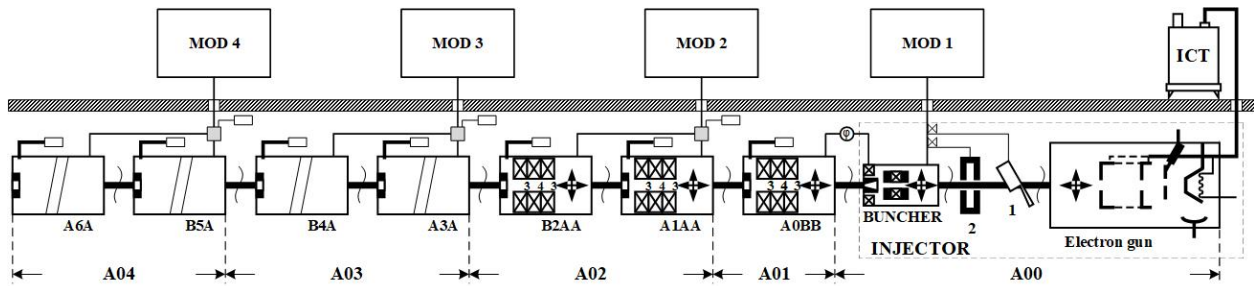 MOD 4
MOD 3
MOD 2
MOD 1
ICT
φ
3 4 3
3 4 3
3 4 3
A6A
B5A
B4A
A3A
B2AA
A1AA
A0BB
BUNCHER
2
1
Electron gun
INJECTOR
A04
A03
A02
A01
A00